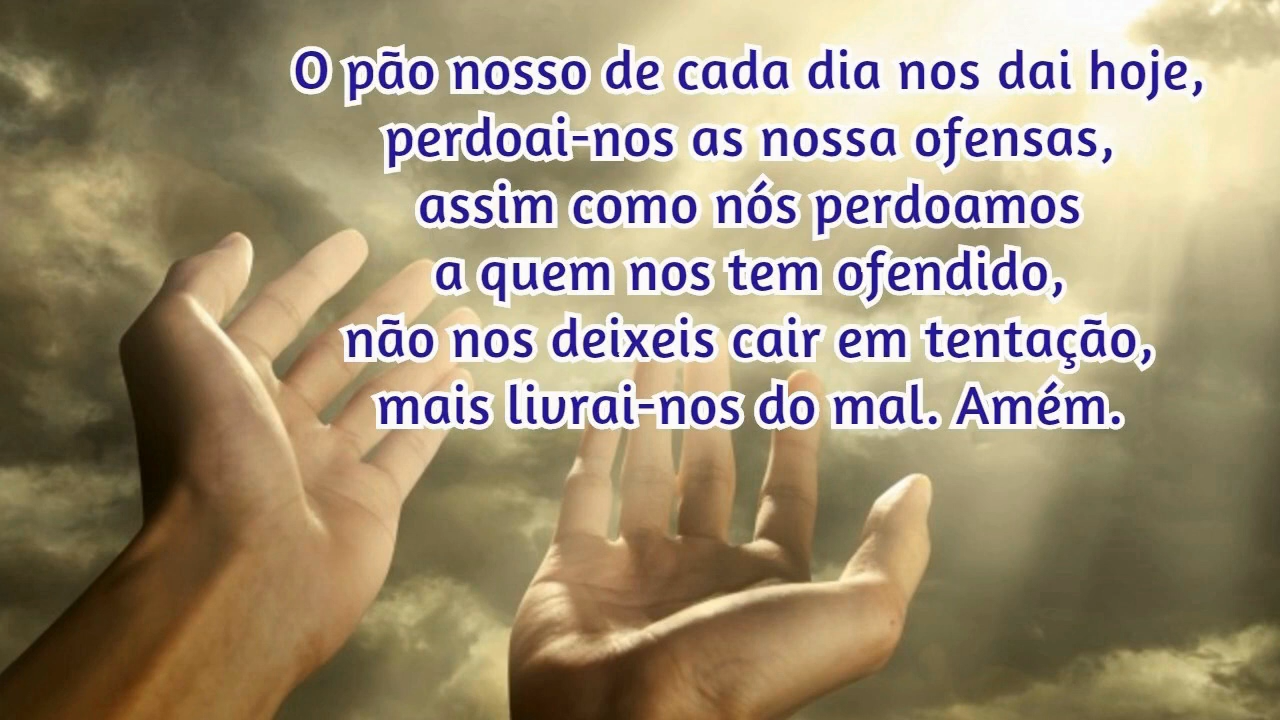 O pão nosso de cada dia nos dai hoje,
perdoai-nos as nossa ofensas,
assim como nós perdoamos
a quem nos tem ofendido,
não nos deixeis cair em tentação,
mais livrai-nos do mal. Amém.